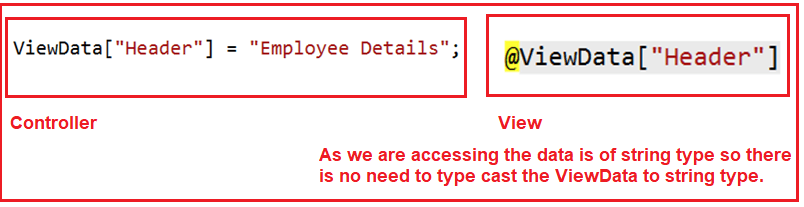 ViewData["Header"] = "Employee Details";
@ViewData["Header"]
Controller
View
As we are accessing the data is of string type so there
is no need to type cast the ViewData to string type.